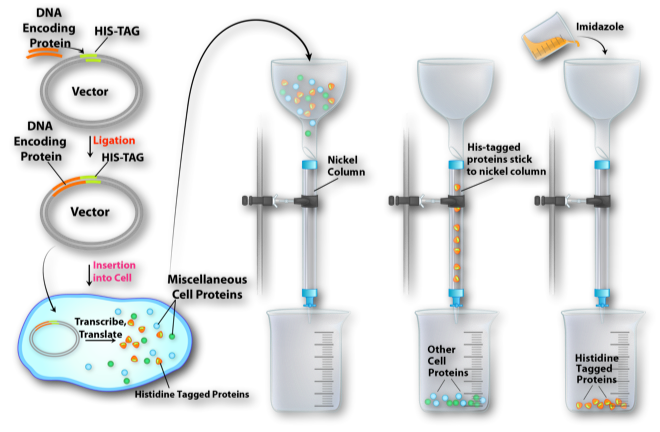 DNA
Encoding
Protein
HIS-TAG
Vector
Ligation
DNA
Encoding
Protein
HIS-TAG
Vector
Insertion
into Cell
Miscellaneous
Cell Proteins
Transcribe,
Translate
Histidine Tagged Proteins
Nickel
Column
His-tagged
proteins stick
to nickel column
Other
Cell
Proteins
Imidazole
Histidine
Tagged
Proteins